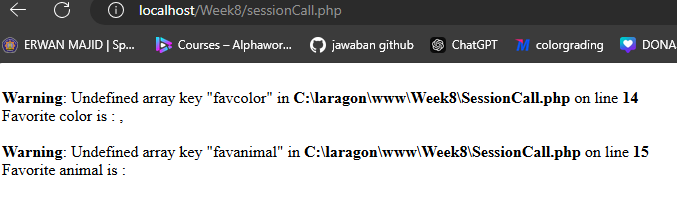 localhost/Week8/sessionCall.php
ERWAN MAJID | Sp... Courses – Alphawor... jawaban github ChatGPT colorgrading DONA
Warning: Undefined array key "favcolor" in C:\laragon\www\Week8\SessionCall.php on line 14
Favorite color is : ,
Warning: Undefined array key "favanimal" in C:\laragon\www\Week8\SessionCall.php on line 15
Favorite animal is :